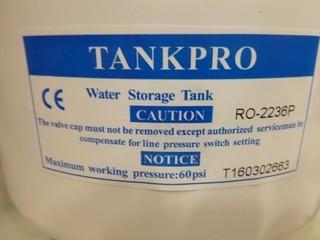 TANKPRO
CE Water Storage Tank
CAUTION RO-2236P
The valve cap must not be removed except authorized serviceman to
compensate for line pressure switch setting
NOTICE
Maximum working pressure:60psi T160302663